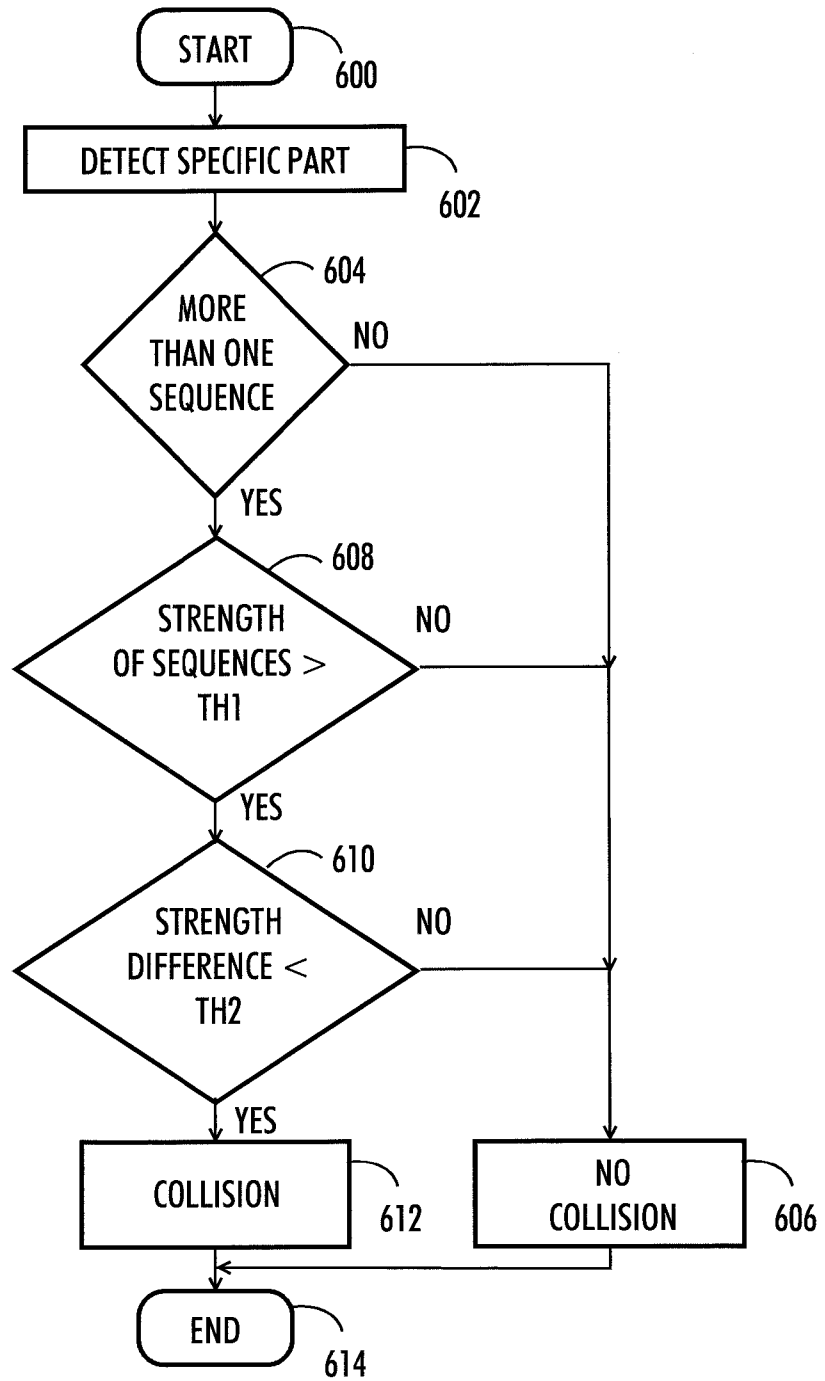 START
600
DETECT SPECIFIC PART
602
604
MORE
THAN ONE
SEQUENCE
NO
YES
608
STRENGTH
OF SEQUENCES >
TH1
NO
YES
610
STRENGTH
DIFFERENCE <
TH2
NO
YES
COLLISION
612
NO
COLLISION
606
END
614